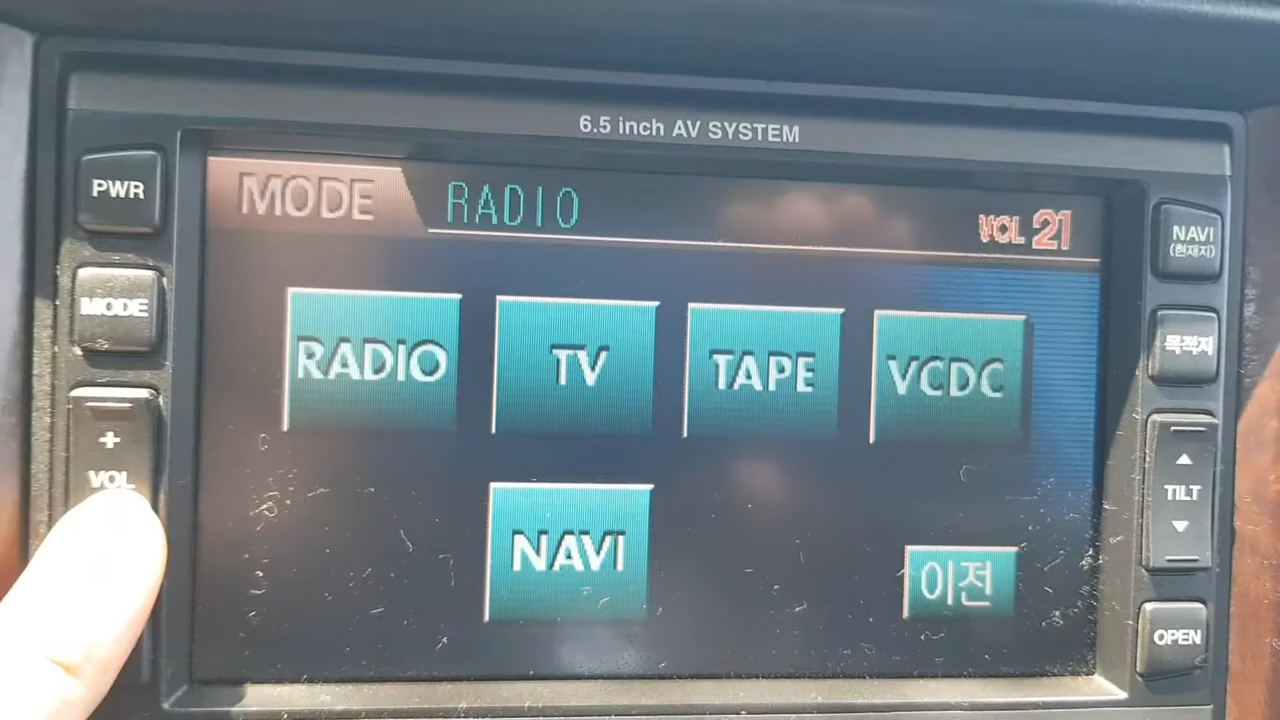 6.5 inch AV SYSTEM
PWR
MODE RADIO
VOL 21
NAVI
(현재지)
MODE
RADIO TV TAPE VCDC
목적지
+
VOL
▲
TILT
▼
NAVI
이전
OPEN